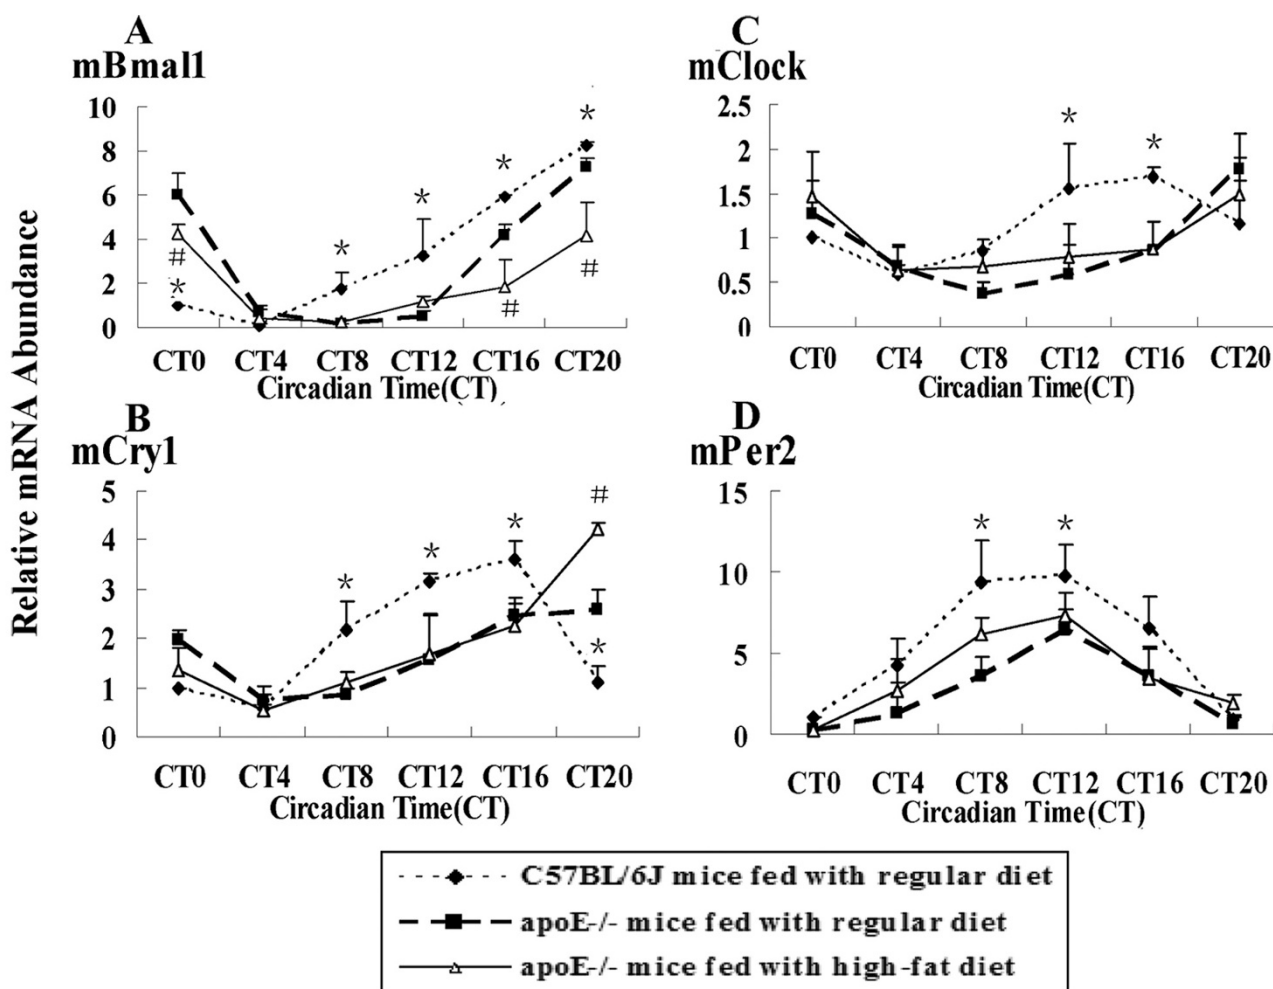 Relative mRNA Abundance
A
mBmal1
10
8
6
4
2
0
*
*
*
*
*
*
#
#
#
CT0 CT4 CT8 CT12 CT16 CT20
Circadian Time(CT)
C
mClock
2.5
2
1.5
1
0.5
0
*
*
CT0 CT4 CT8 CT12 CT16 CT20
Circadian Time(CT)
B
mCry1
5
4
3
2
1
0
*
*
*
#
*
CT0 CT4 CT8 CT12 CT16 CT20
Circadian Time(CT)
D
mPer2
15
10
5
0
*
*
CT0 CT4 CT8 CT12 CT16 CT20
Circadian Time(CT)
C57BL/6J mice fed with regular diet
apoE-/- mice fed with regular diet
apoE-/- mice fed with high-fat diet